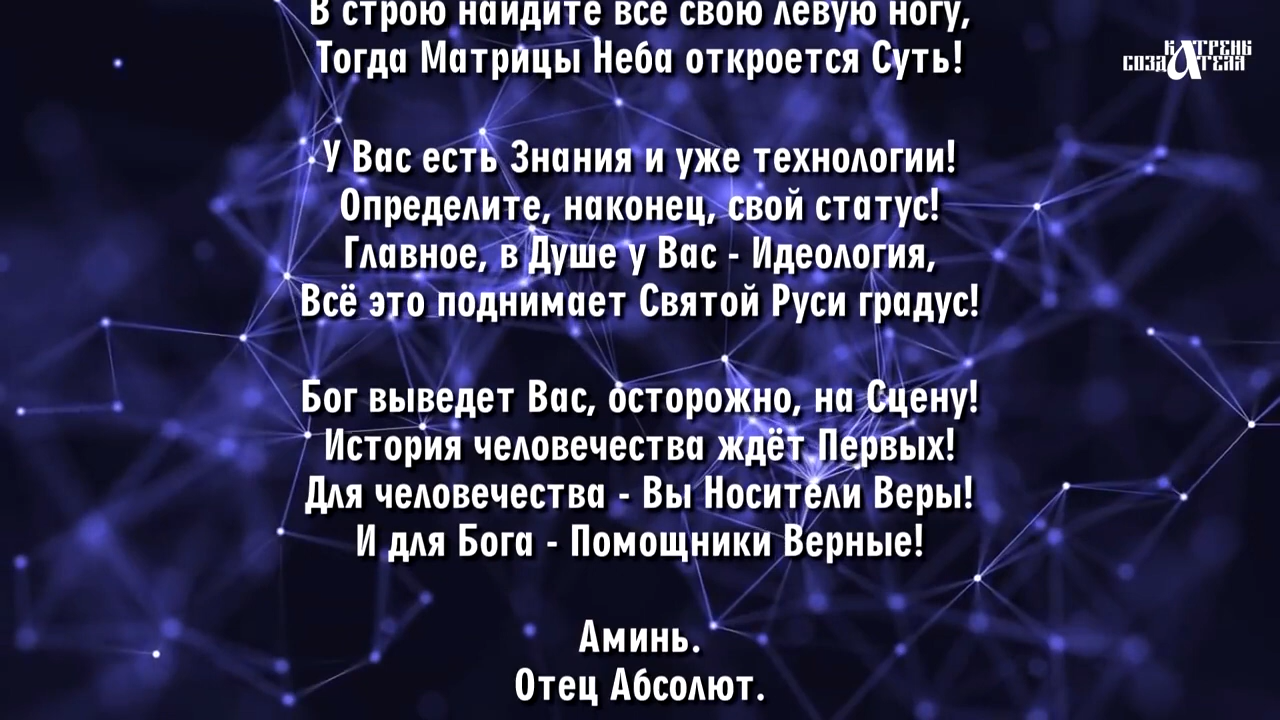 В строю найдите все свою левую ногу,
Тогда Матрицы Неба откроется Суть!
КАТРЕНЫ
СОЗДАТЕЛЯ
У Вас есть Знания и уже технологии!
Определите, наконец, свой статус!
Главное, в Душе у Вас - Идеология,
Всё это поднимает Святой Руси градус!
Бог выведет Вас, осторожно, на Сцену!
История человечества ждёт Первых!
Для человечества - Вы Носители Веры!
И для Бога - Помощники Верные!
Аминь.
Отец Абсолют.